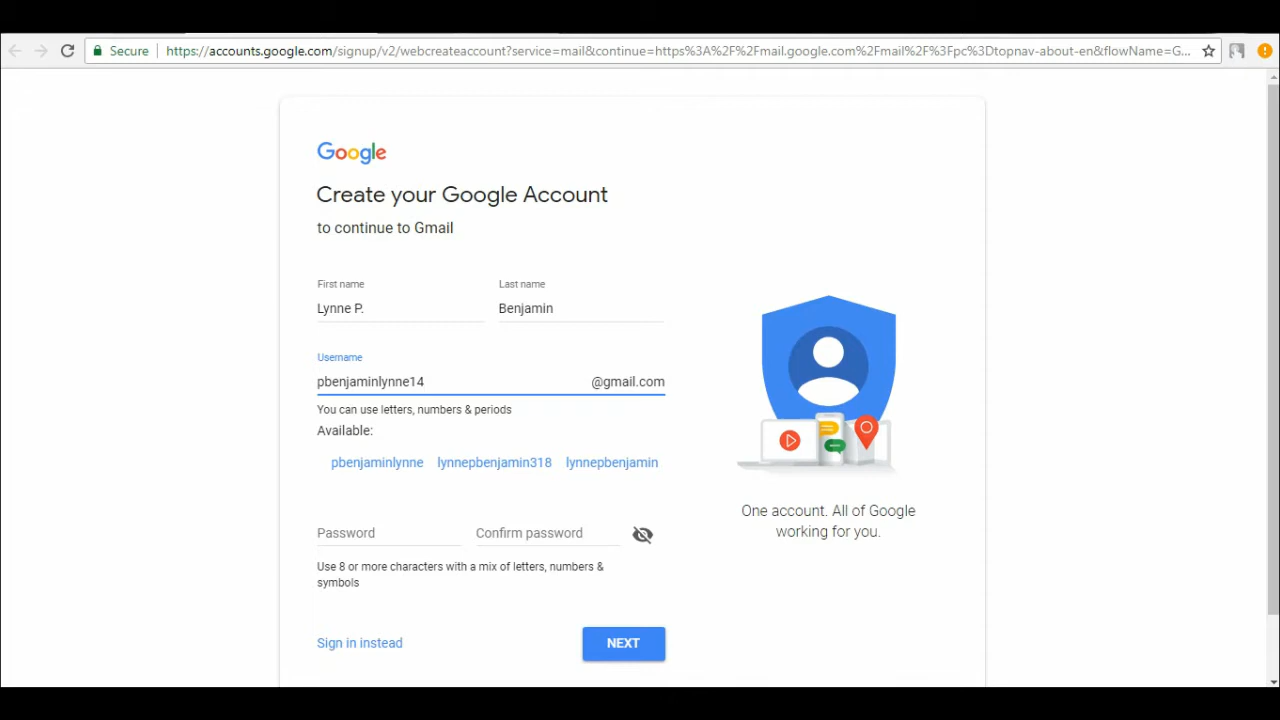 Secure https://accounts.google.com/signup/v2/webcreateaccount?service=mail&continue=https%3A%2F%2Fmail.google.com%2Fmail%2F%3Fpc%3Dtopnav-about-en&flowName=G...
Google
Create your Google Account
to continue to Gmail
First name Last name
Lynne P. Benjamin
Username
pbenjaminlynne14 @gmail.com
You can use letters, numbers & periods
Available:
pbenjaminlynne lynnepbenjamin318 lynnepbenjamin
Password Confirm password
Use 8 or more characters with a mix of letters, numbers &
symbols
Sign in instead NEXT
One account. All of Google
working for you.